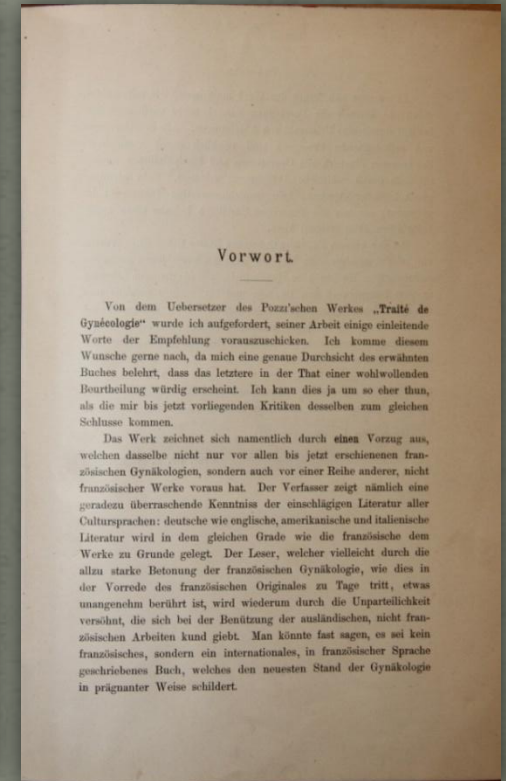 Vorwort.
Von dem Uebersetzer des Pozzi'schen Werkes „Traité de
Gynécologie“ wurde ich aufgefordert, seiner Arbeit einige einleitende
Worte der Empfehlung vorauszuschicken. Ich komme diesem
Wunsche gerne nach, da mich eine genaue Durchsicht des erwähnten
Buches belehrt, dass das letztere in der That einer wohlwollenden
Beurtheilung würdig erscheint. Ich kann dies ja um so eher thun,
als die mir bis jetzt vorliegenden Kritiken desselben zum gleichen
Schlusse kommen.
Das Werk zeichnet sich namentlich durch einen Vorzug aus,
welchen dasselbe nicht nur vor allen bis jetzt erschienenen fran-
zösischen Gynäkologien, sondern auch vor einer Reihe anderer, nicht
französischer Werke voraus hat. Der Verfasser zeigt nämlich eine
geradezu überraschende Kenntniss der einschlägigen Literatur aller
Cultursprachen: deutsche wie englische, amerikanische und italienische
Literatur wird in dem gleichen Grade wie die französische dem
Werke zu Grunde gelegt. Der Leser, welcher vielleicht durch die
allzu starke Betonung der französischen Gynäkologie, wie dies in
der Vorrede des französischen Originales zu Tage tritt, etwas
unangenehm berührt ist, wird wiederum durch die Unparteilichkeit
versöhnt, die sich bei der Benützung der ausländischen, nicht fran-
zösischen Arbeiten kund giebt. Man könnte fast sagen, es sei kein
französisches, sondern ein internationales, in französischer Sprache
geschriebenes Buch, welches den neuesten Stand der Gynäkologie
in prägnanter Weise schildert.